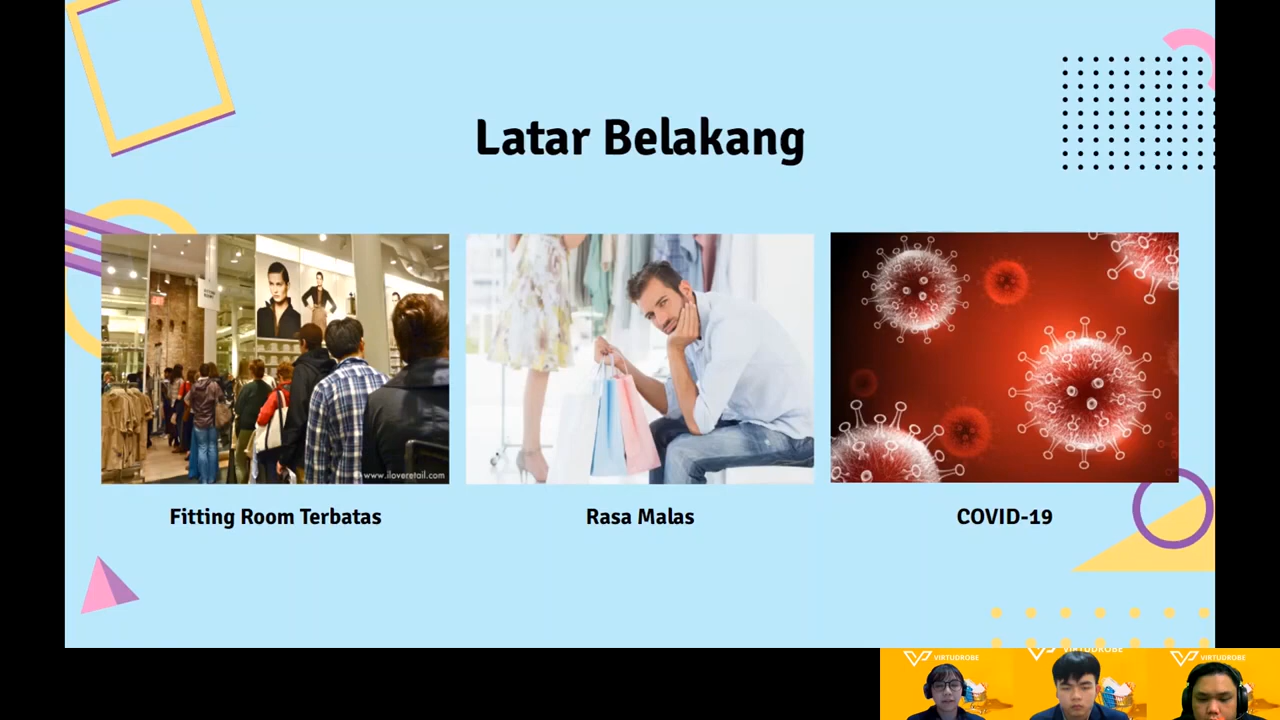 Latar Belakang
www.iloveretail.com
Fitting Room Terbatas
Rasa Malas
COVID-19
VIRTUDROBE
VIRTUDROBE
VIRTUDROBE